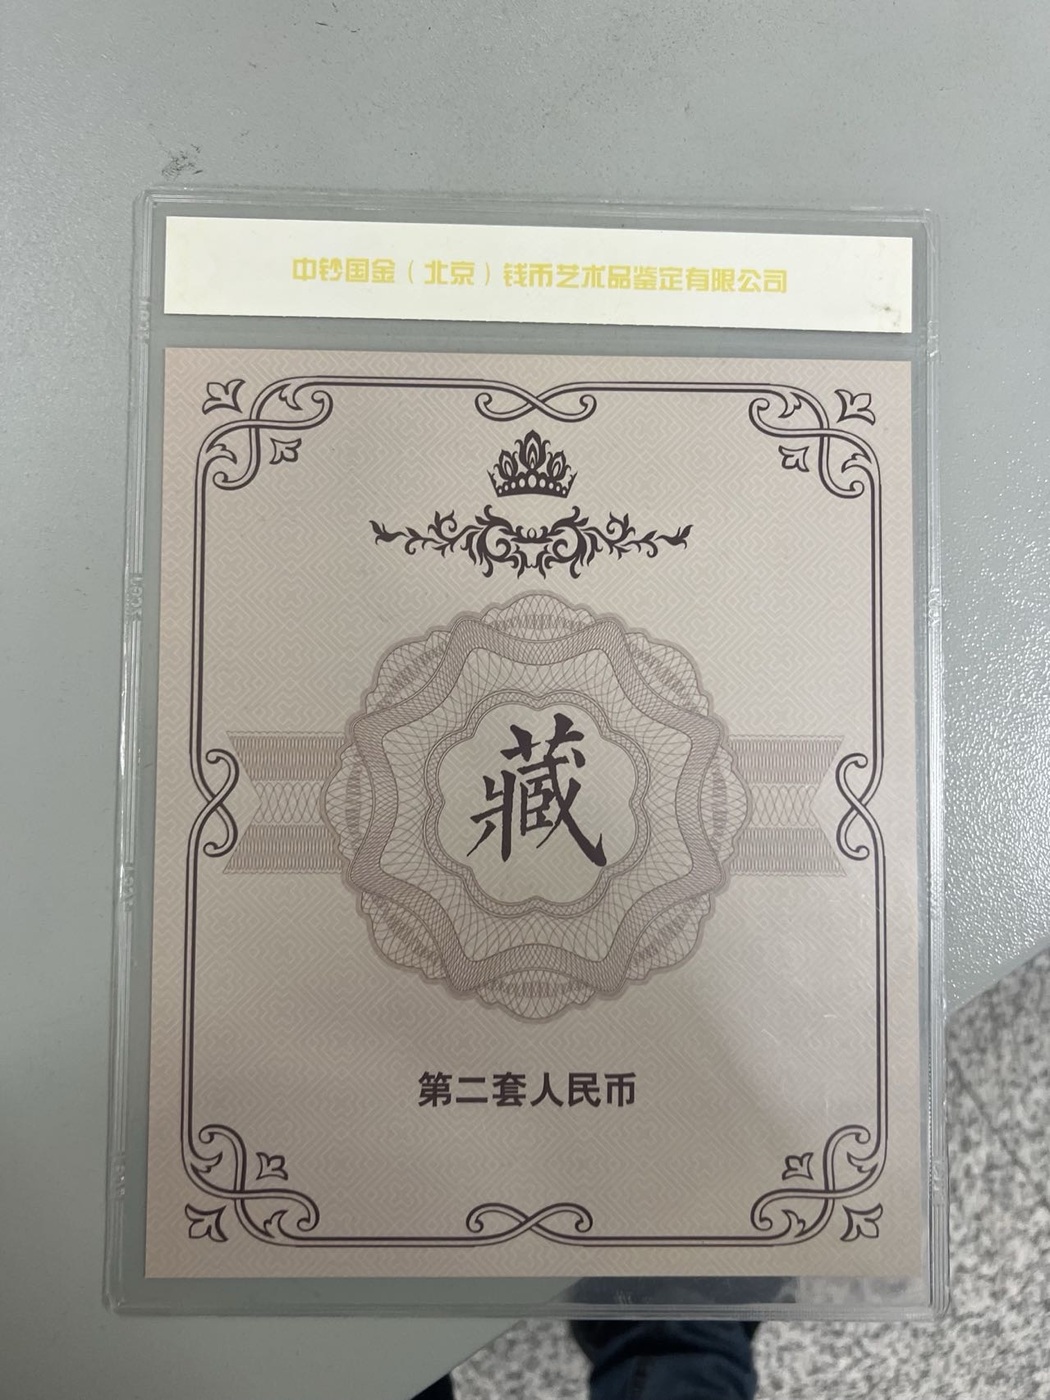 中钞国金（北京）钱币艺术品鉴定有限公司
藏
第二套人民币